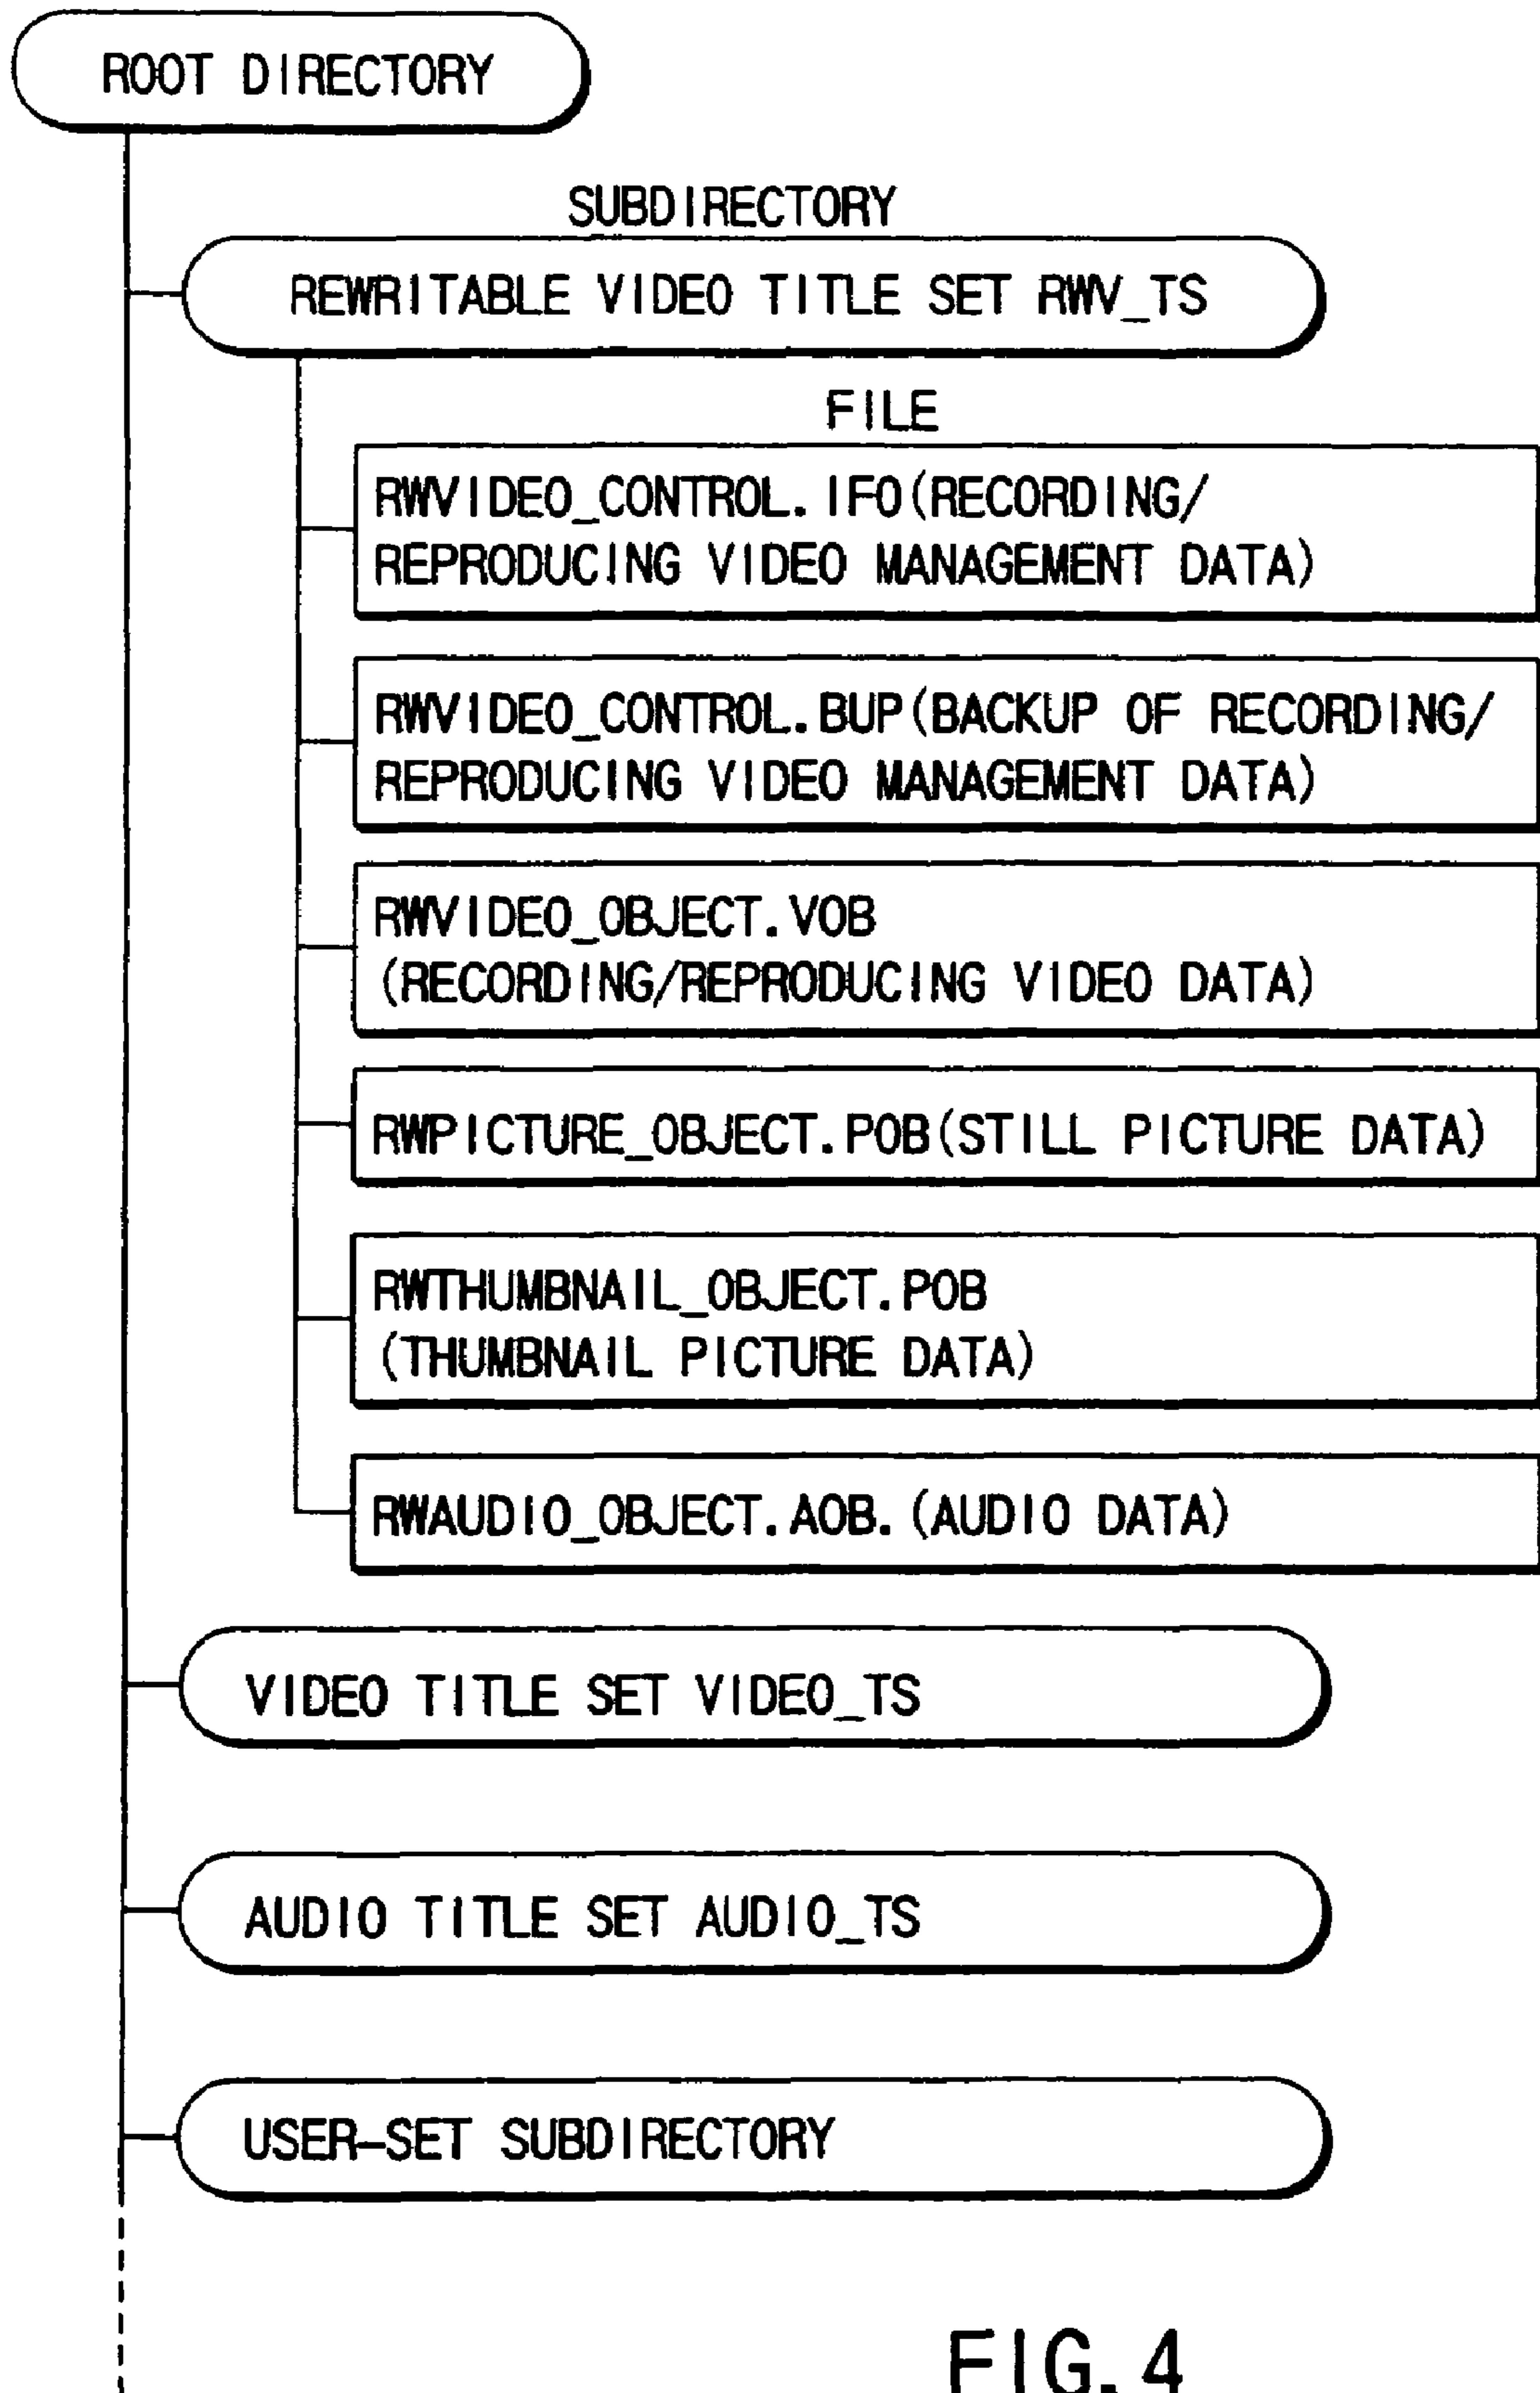 ROOT DIRECTORY
SUBDIRECTORY
REWRITABLE VIDEO TITLE SET RWV_TS
FILE
RWVIDEO_CONTROL.IFO(RECORDING/
REPRODUCING VIDEO MANAGEMENT DATA)
RWVIDEO_CONTROL.BUP(BACKUP OF RECORDING/
REPRODUCING VIDEO MANAGEMENT DATA)
RWVIDEO_OBJECT.VOB
(RECORDING/REPRODUCING VIDEO DATA)
RWPICTURE_OBJECT.POB(STILL PICTURE DATA)
RWTHUMBNAIL_OBJECT.POB
(THUMBNAIL PICTURE DATA)
RWAUDIO_OBJECT.AOB.(AUDIO DATA)
VIDEO TITLE SET VIDEO_TS
AUDIO TITLE SET AUDIO_TS
USER-SET SUBDIRECTORY
FIG.4